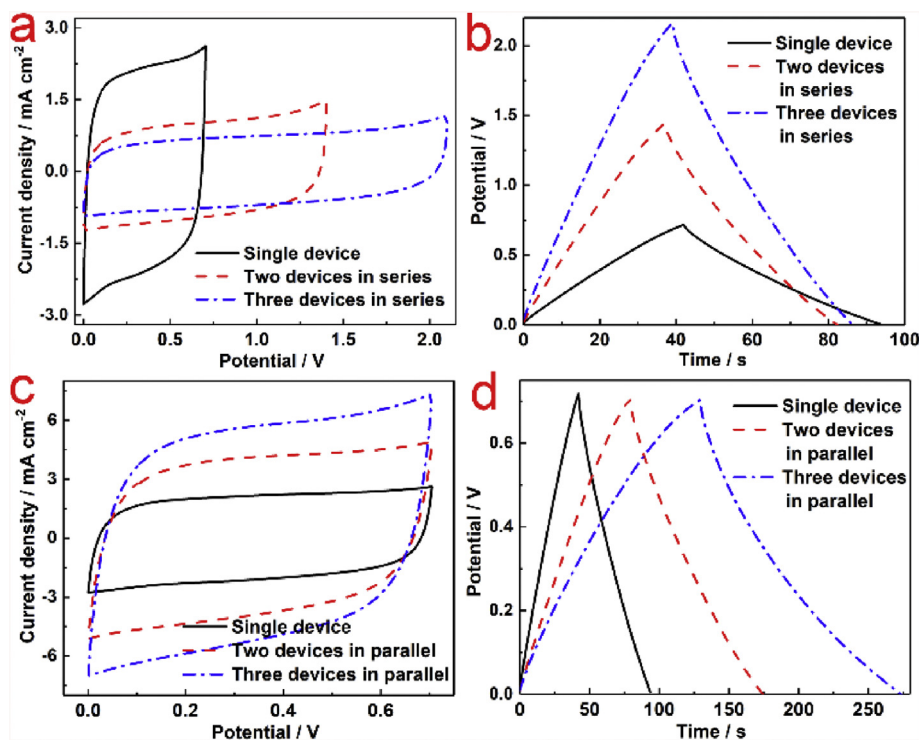 a
3.0
1.5
0.0
-1.5
-3.0
Current density / mA cm-2
Single device
Two devices in series
Three devices in series
0.0 0.5 1.0 1.5 2.0
Potential / V
b
2.0
1.5
1.0
0.5
0.0
Potential / V
Single device
Two devices
in series
Three devices
in series
0 20 40 60 80 100
Time / s
c
6
3
0
-3
-6
Current density / mA cm-2
Single device
Two devices in parallel
Three devices in parallel
0.0 0.2 0.4 0.6
Potential / V
d
0.6
0.4
0.2
0.0
Potential / V
Single device
Two devices
in parallel
Three devices
in parallel
0 50 100 150 200 250
Time / s